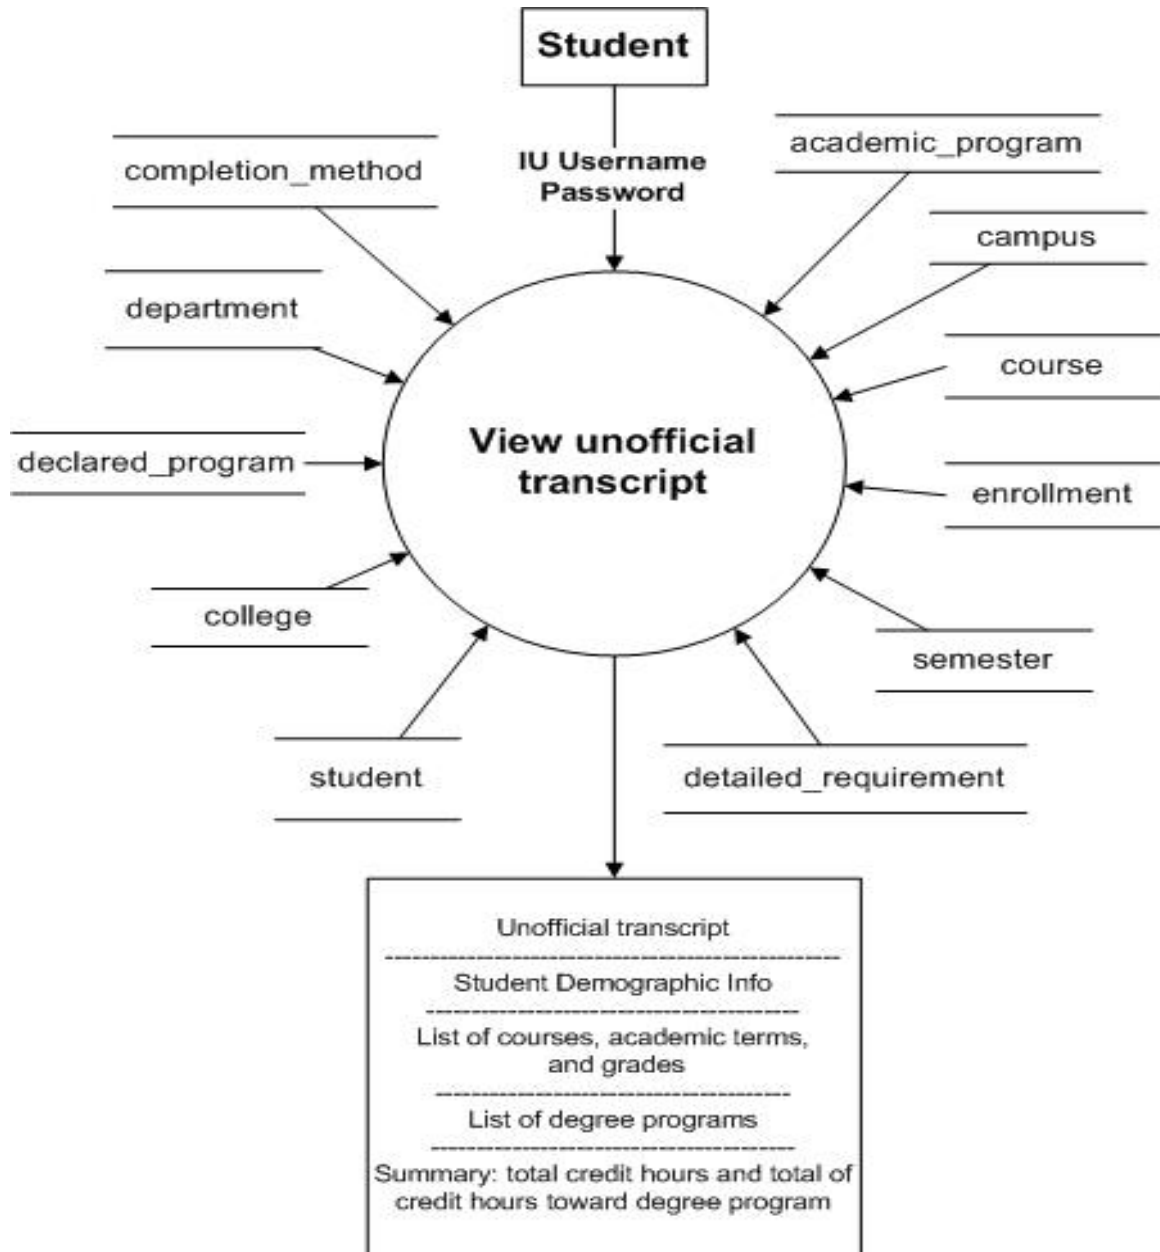 Student
IU Username
Password
completion_method
academic_program
campus
department
course
View unofficial
transcript
declared_program
enrollment
college
semester
student
detailed_requirement
Unofficial transcript
Student Demographic Info
List of courses, academic terms,
and grades
List of degree programs
Summary: total credit hours and total of
credit hours toward degree program